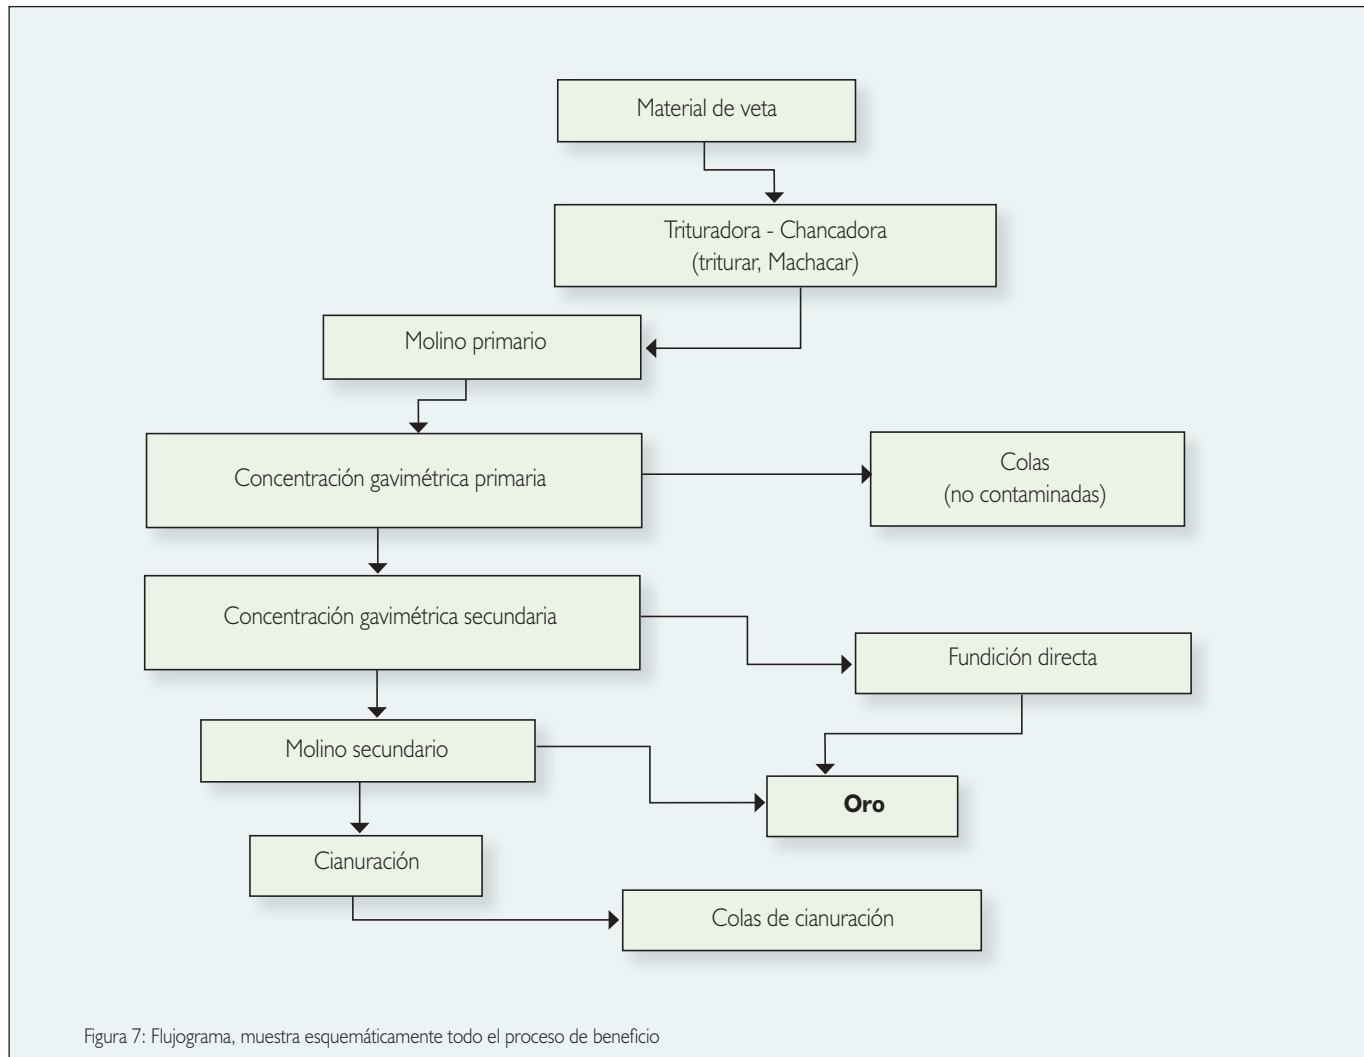 Material de veta
Trituradora - Chancadora
(triturar, Machacar)
Molino primario
Concentración gavimétrica primaria
Colas
(no contaminadas)
Concentración gavimétrica secundaria
Fundición directa
Molino secundario
Oro
Cianuración
Colas de cianuración
Figura 7: Flujograma, muestra esquemáticamente todo el proceso de beneficio